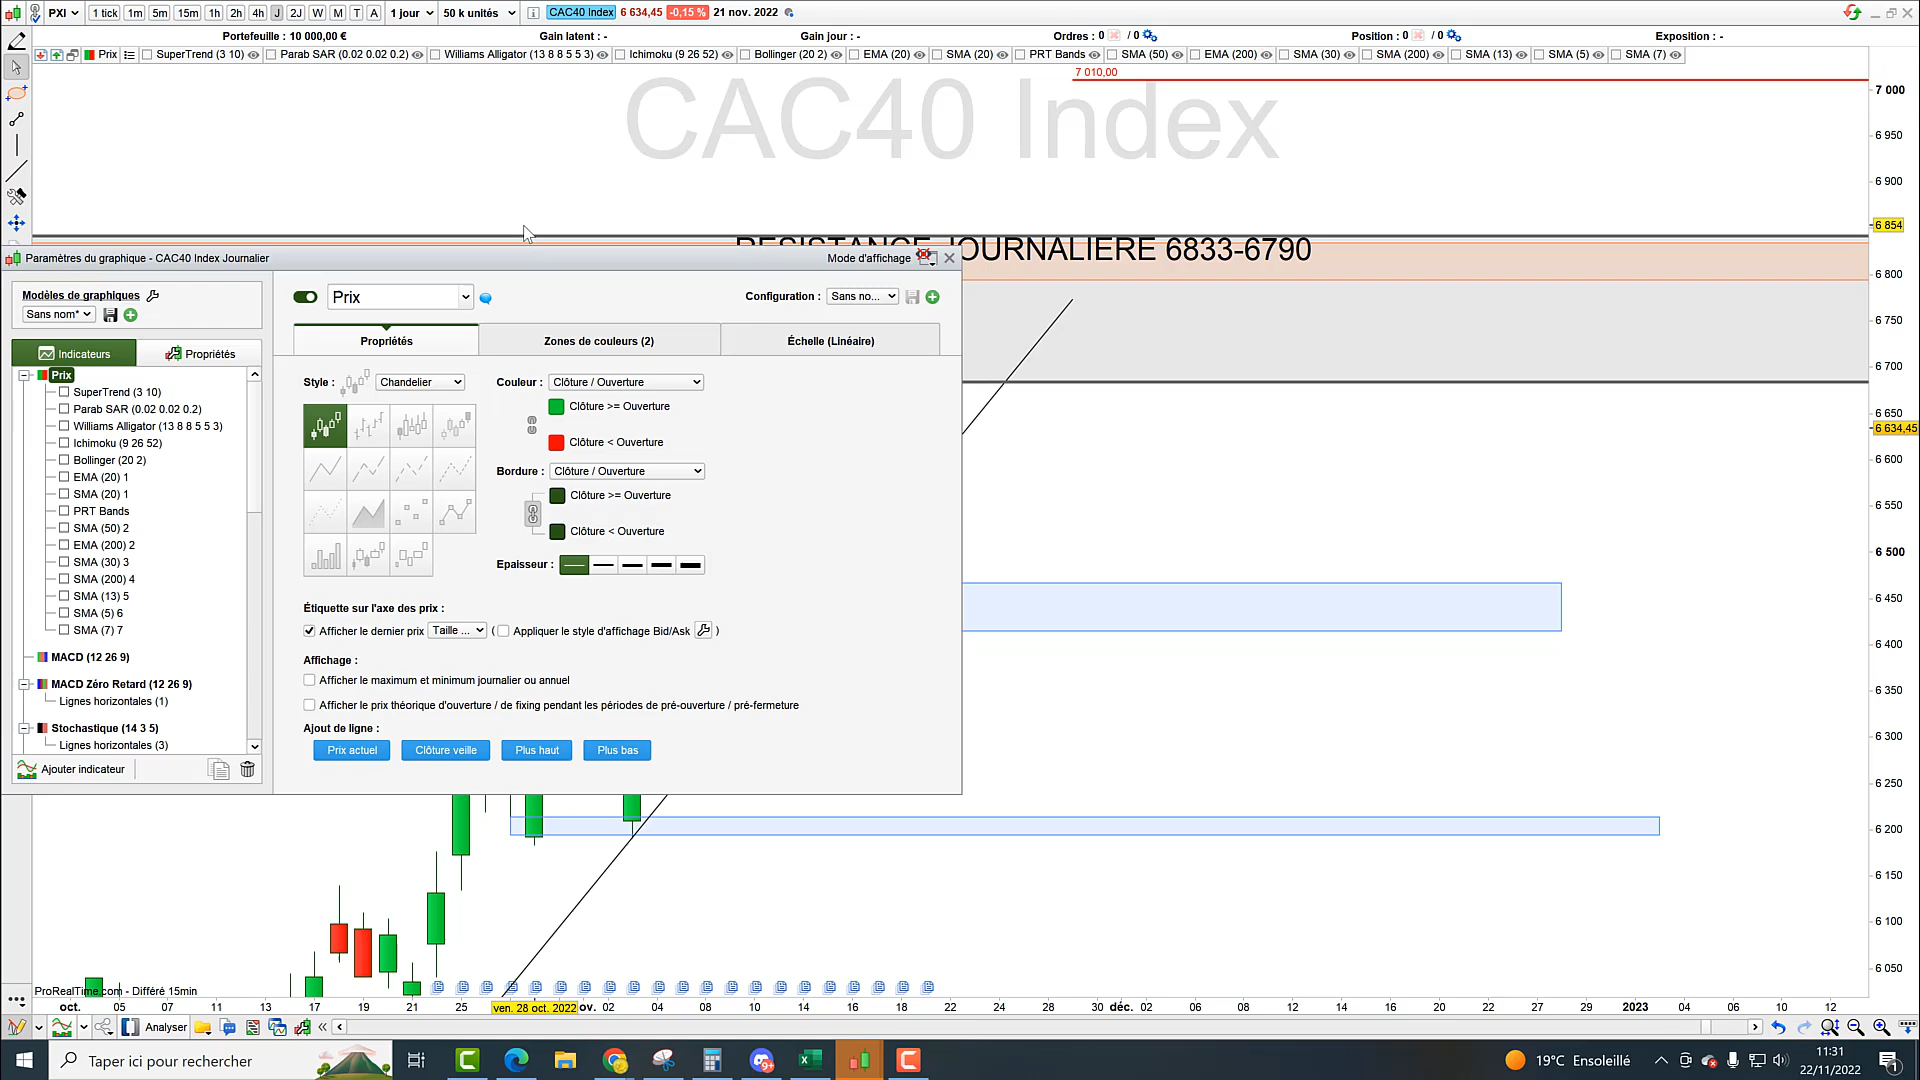 PXI 1 tick 1m 5m 15m 1h 2h 4h J 2J W M T A 1 jour 50 k unités CAC40 Index 6 634,45 -0,15 % 21 nov. 2022
Portefeuille : 10 000,00 € Gain latent : - Gain jour : - Ordres : 0 / 0 Position : 0 / 0 Exposition : -
Prix SuperTrend (3 10) Parab SAR (0.02 0.02 0.2) Williams Alligator (13 8 8 5 5 3) Ichimoku (9 26 52) Bollinger (20 2) EMA (20) SMA (20) PRT Bands SMA (50) EMA (200) SMA (30) SMA (200) SMA (13) SMA (5) SMA (7)
7 010,00
CAC40 Index
RESISTANCE JOURNALIERE 6833-6790
7 000
6 950
6 900
6 854
6 800
6 750
6 700
6 650
6 634,45
6 600
6 550
6 500
6 450
6 400
6 350
6 300
6 250
6 200
6 150
6 100
6 050
Paramètres du graphique - CAC40 Index Journalier Mode d'affichage
Modèles de graphiques
Sans nom*
Indicateurs Propriétés
Prix
SuperTrend (3 10)
Parab SAR (0.02 0.02 0.2)
Williams Alligator (13 8 8 5 5 3)
Ichimoku (9 26 52)
Bollinger (20 2)
EMA (20) 1
SMA (20) 1
PRT Bands
SMA (50) 2
EMA (200) 2
SMA (30) 3
SMA (200) 4
SMA (13) 5
SMA (5) 6
SMA (7) 7
MACD (12 26 9)
MACD Zéro Retard (12 26 9)
Lignes horizontales (1)
Stochastique (14 3 5)
Lignes horizontales (3)
Ajouter indicateur
Prix Configuration : Sans no...
Propriétés Zones de couleurs (2) Échelle (Linéaire)
Style : Chandelier Couleur : Clôture / Ouverture
Clôture >= Ouverture
Clôture < Ouverture
Bordure : Clôture / Ouverture
Clôture >= Ouverture
Clôture < Ouverture
Epaisseur :
Étiquette sur l'axe des prix :
Afficher le dernier prix Taille ... ( Appliquer le style d'affichage Bid/Ask )
Affichage :
Afficher le maximum et minimum journalier ou annuel
Afficher le prix théorique d'ouverture / de fixing pendant les périodes de pré-ouverture / pré-fermeture
Ajout de ligne :
Prix actuel Clôture veille Plus haut Plus bas
ProRealTime.com - Différé 15min
oct. 05 07 11 13 17 19 21 25 ven. 28 oct. 2022 ov. 02 04 08 10 14 16 18 22 24 28 30 déc. 02 06 08 12 14 16 20 22 27 29 2023 04 06 10 12
Analyser
Taper ici pour rechercher 9+ 19°C Ensoleillé 11:31
22/11/2022 1